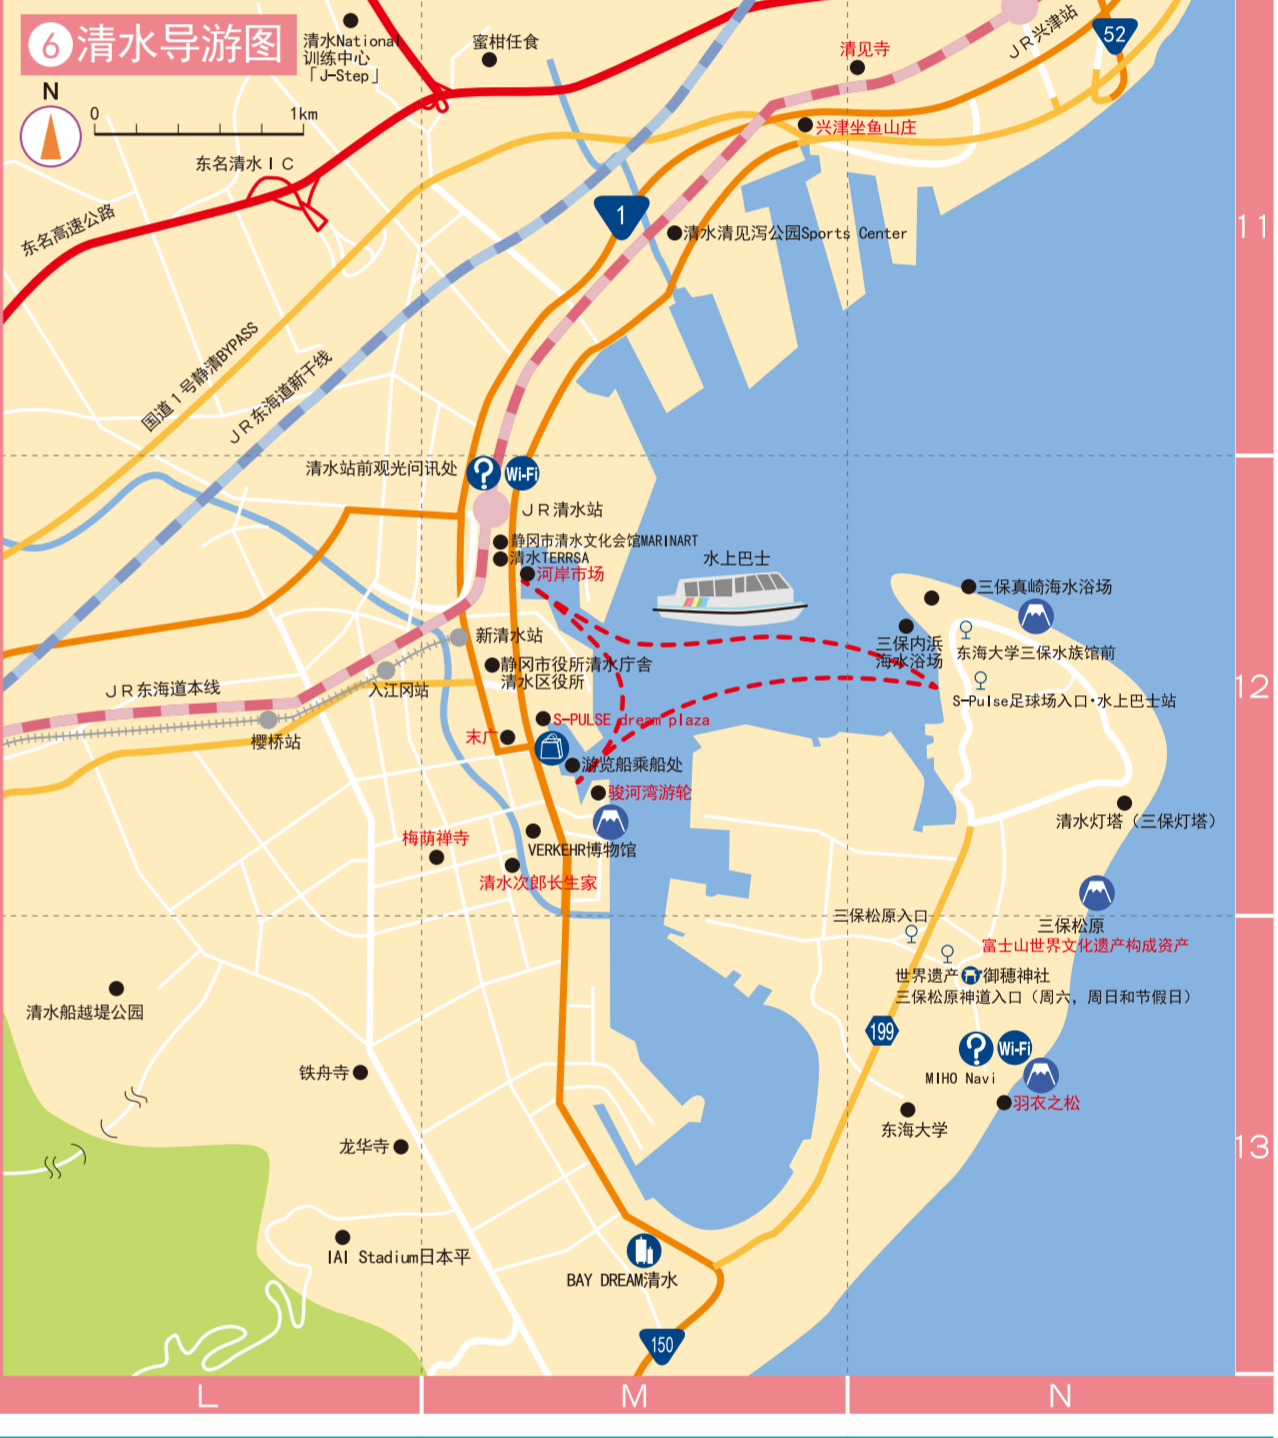 6 清水导游图
N
0 1km
清水National
训练中心
「J-Step」
蜜柑任食
清见寺
JR兴津站
52
兴津坐鱼山庄
东名清水IC
东名高速公路
1
清水清见泻公园Sports Center
11
国道1号静清BYPASS
JR东海道新干线
清水站前观光问讯处
?
Wi-Fi
JR清水站
静冈市清水文化会馆MARINART
清水TERRSA
河岸市场
水上巴士
三保真崎海水浴场
三保内浜
海水浴场
东海大学三保水族馆前
S-Pulse足球场入口·水上巴士站
新清水站
静冈市役所清水厅舍
清水区役所
入江冈站
JR东海道本线
樱桥站
12
S-PULSE dream plaza
末广
游览船乘船处
骏河湾游轮
清水灯塔（三保灯塔）
VERKEHR博物馆
梅荫禅寺
清水次郎长生家
三保松原入口
三保松原
富士山世界文化遗产构成资产
世界遗产
御穗神社
三保松原神道入口（周六，周日和节假日）
清水船越堤公园
199
?
Wi-Fi
MIHO Navi
羽衣之松
铁舟寺
东海大学
龙华寺
13
IAI Stadium日本平
BAY DREAM清水
150
L
M
N